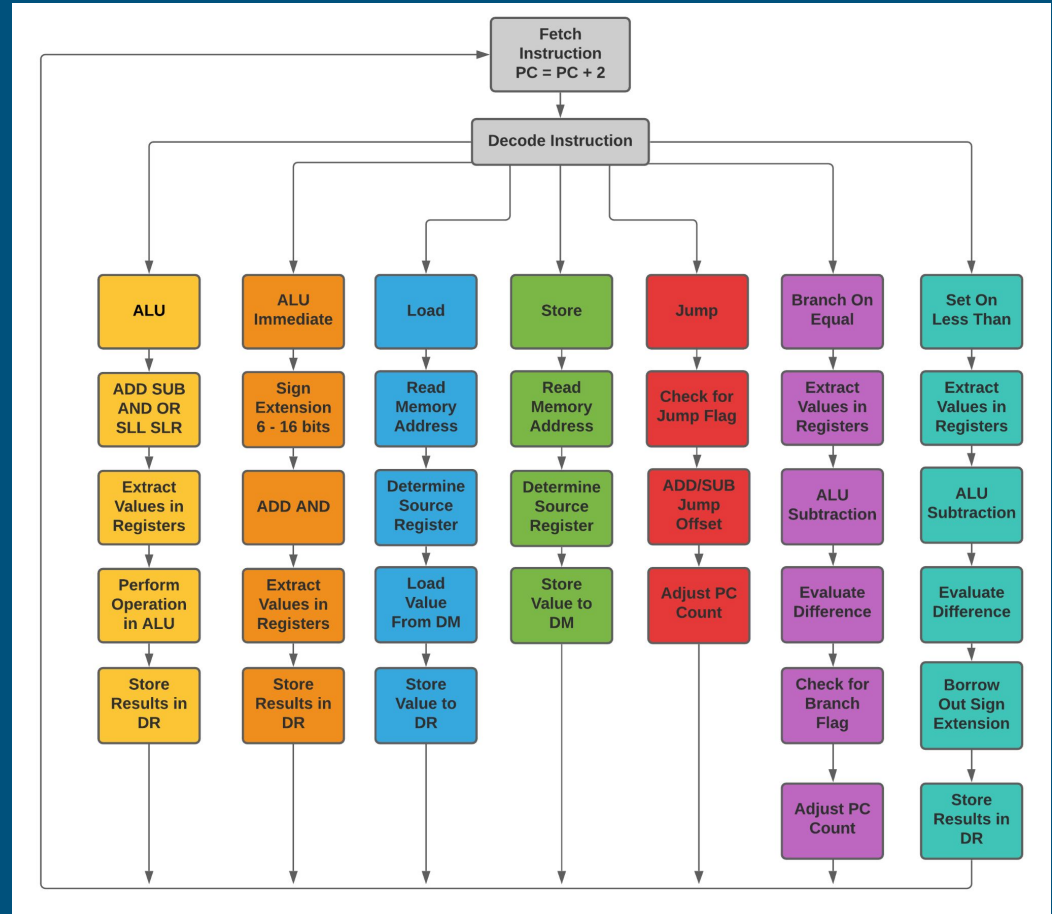 Fetch
Instruction
PC = PC + 2
Decode Instruction
ALU
ADD SUB
AND OR
SLL SLR
Extract
Values in
Registers
Perform
Operation
in ALU
Store
Results in
DR
ALU
Immediate
Sign
Extension
6 - 16 bits
ADD AND
Extract
Values in
Registers
Store
Results in
DR
Load
Read
Memory
Address
Determine
Source
Register
Load
Value
From DM
Store
Value to
DR
Store
Read
Memory
Address
Determine
Source
Register
Store
Value to
DM
Jump
Check for
Jump Flag
ADD/SUB
Jump
Offset
Adjust PC
Count
Branch On
Equal
Extract
Values in
Registers
ALU
Subtraction
Evaluate
Difference
Check for
Branch
Flag
Adjust PC
Count
Set On
Less Than
Extract
Values in
Registers
ALU
Subtraction
Evaluate
Difference
Borrow
Out Sign
Extension
Store
Results in
DR